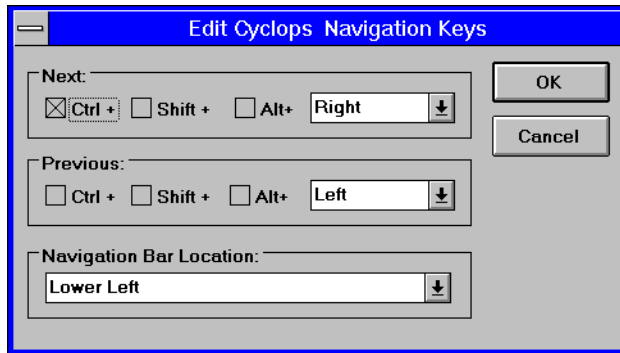 Edit Cyclops Navigation Keys
Next:
Ctrl + Shift + Alt+ Right
OK
Cancel
Previous:
Ctrl + Shift + Alt+ Left
Navigation Bar Location:
Lower Left